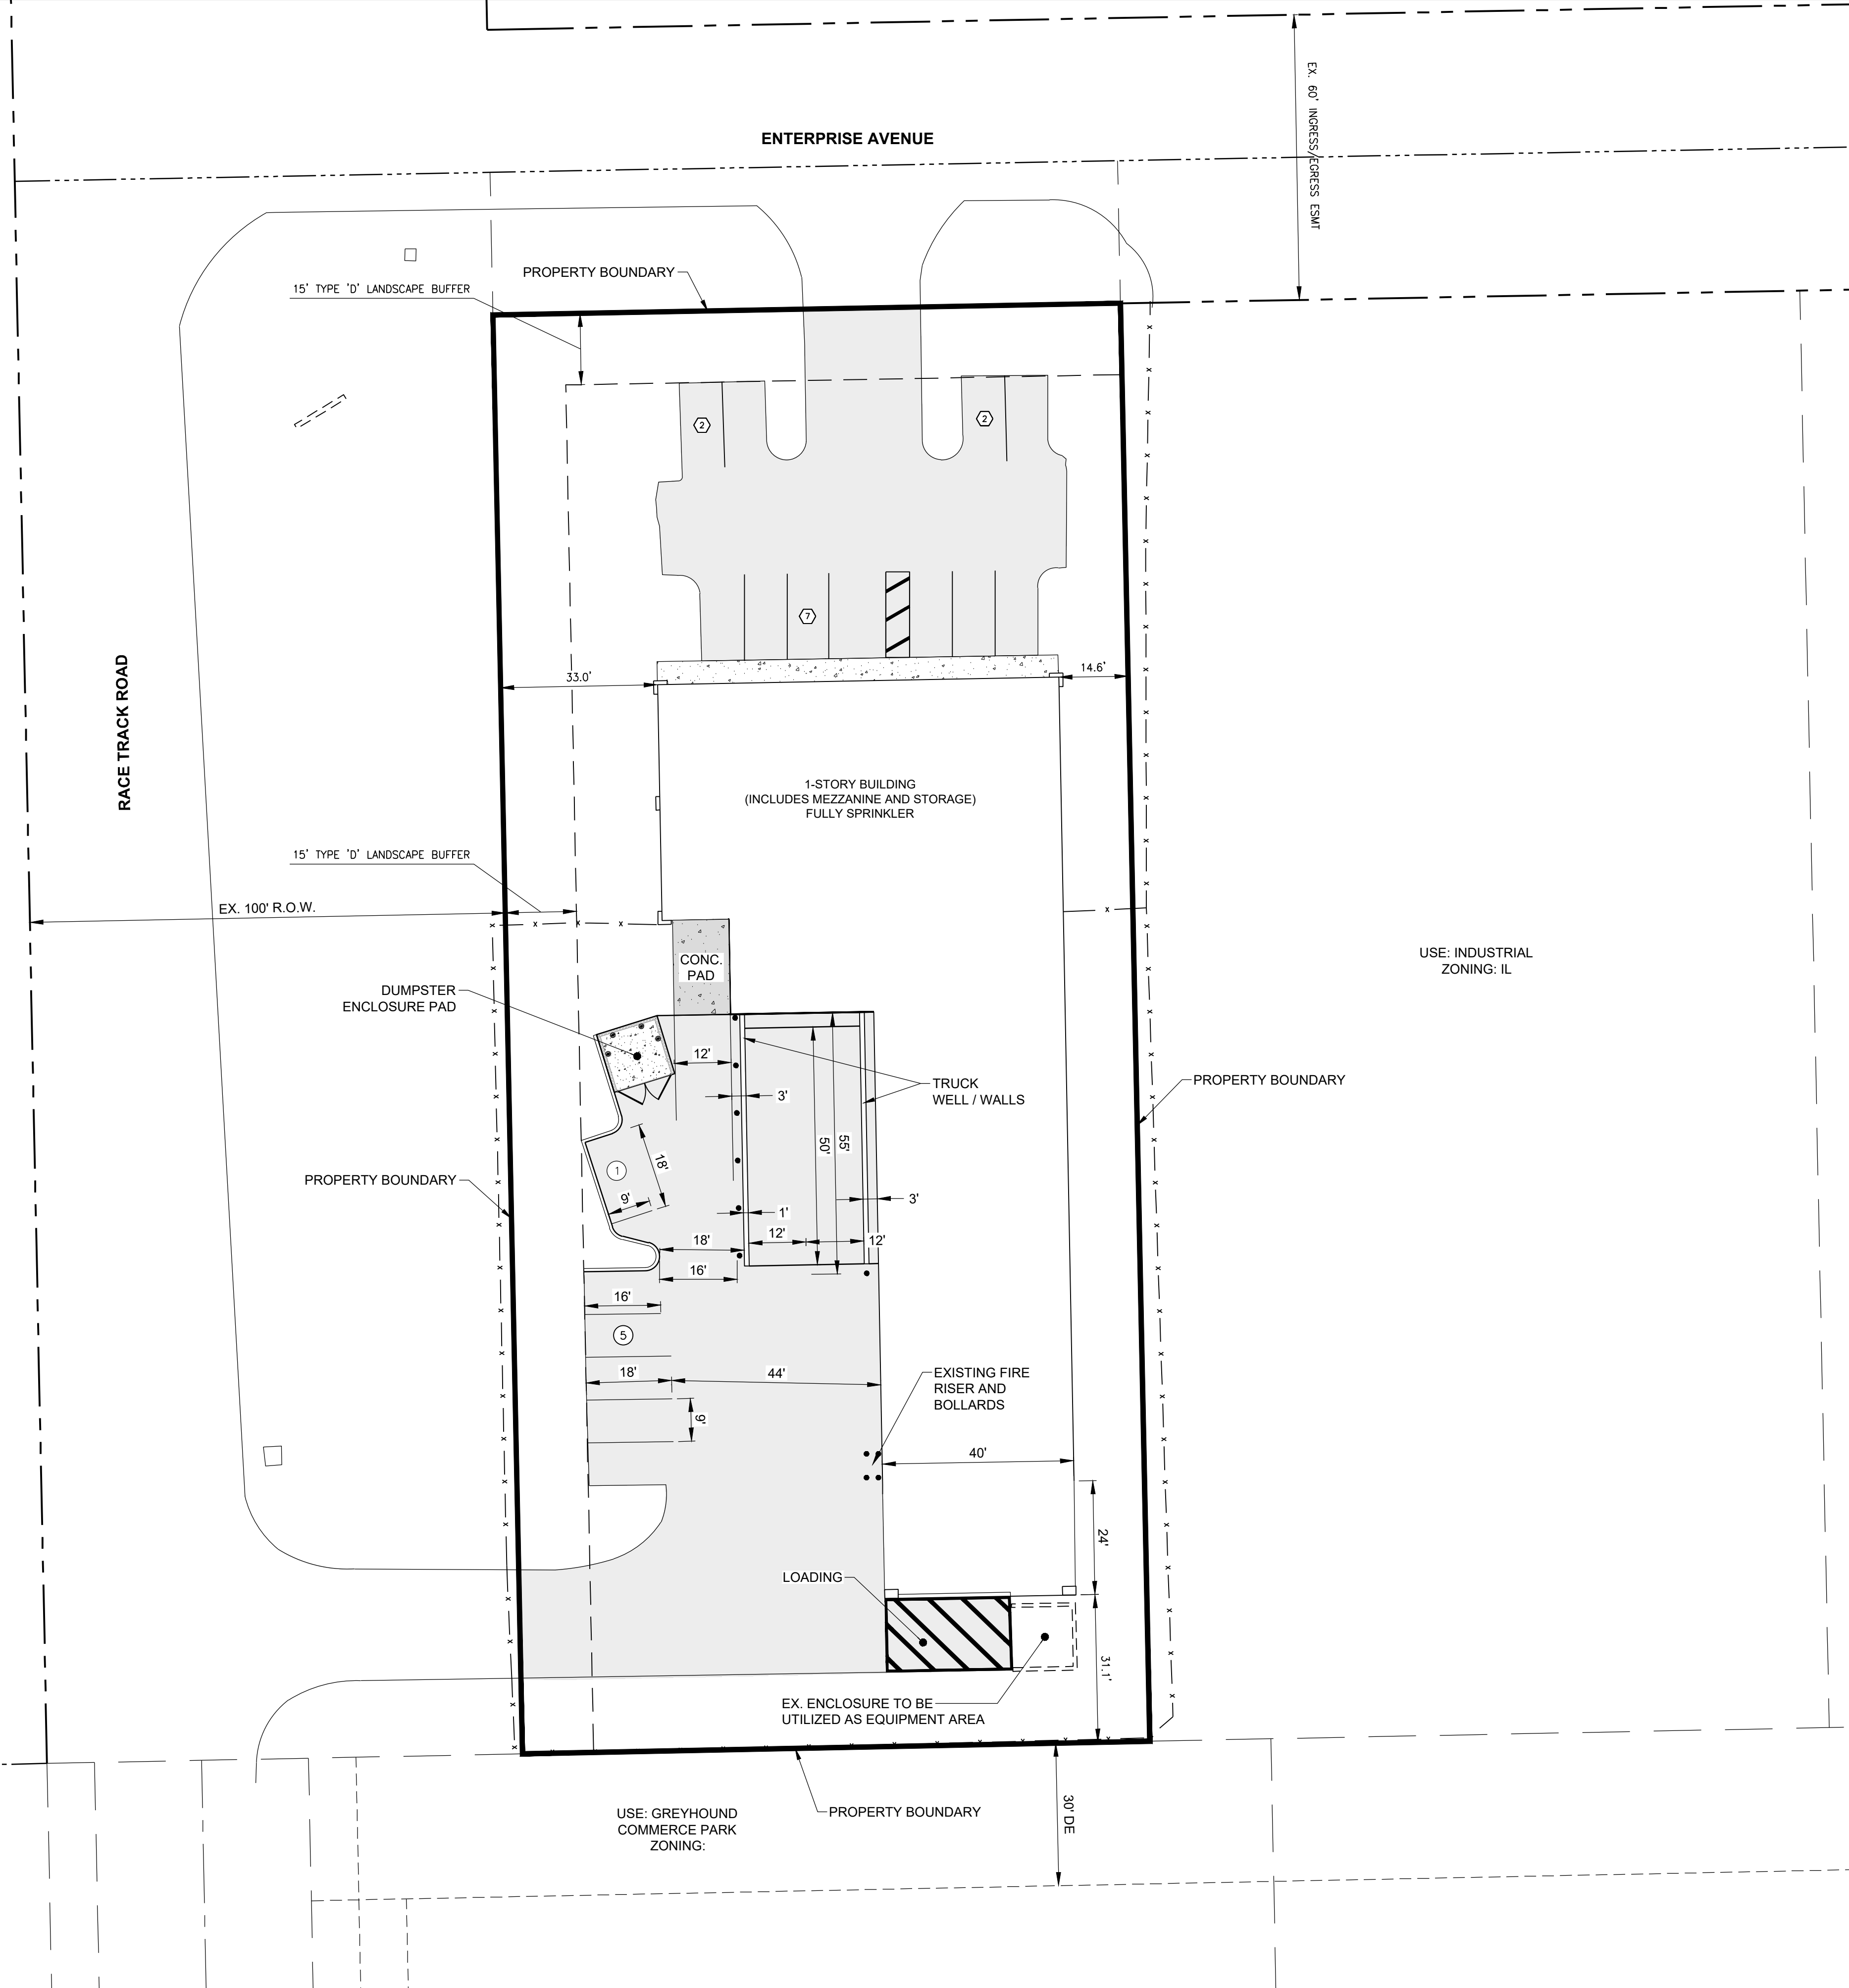 EX. 60' INGRESS/EGRESS ESMT
ENTERPRISE AVENUE
PROPERTY BOUNDARY
15' TYPE 'D' LANDSCAPE BUFFER
2
2
7
RACE TRACK ROAD
33.0'
14.6'
1-STORY BUILDING
(INCLUDES MEZZANINE AND STORAGE)
FULLY SPRINKLER
15' TYPE 'D' LANDSCAPE BUFFER
EX. 100' R.O.W.
CONC.
PAD
USE: INDUSTRIAL
ZONING: IL
DUMPSTER
ENCLOSURE PAD
12'
3'
TRUCK
WELL / WALLS
PROPERTY BOUNDARY
50'
55'
18'
1
9'
PROPERTY BOUNDARY
3'
1'
12'
12'
18'
16'
16'
5
18'
44'
9'
EXISTING FIRE
RISER AND
BOLLARDS
40'
24'
LOADING
31.1'
EX. ENCLOSURE TO BE
UTILIZED AS EQUIPMENT AREA
PROPERTY BOUNDARY
30' DE
USE: GREYHOUND
COMMERCE PARK
ZONING: